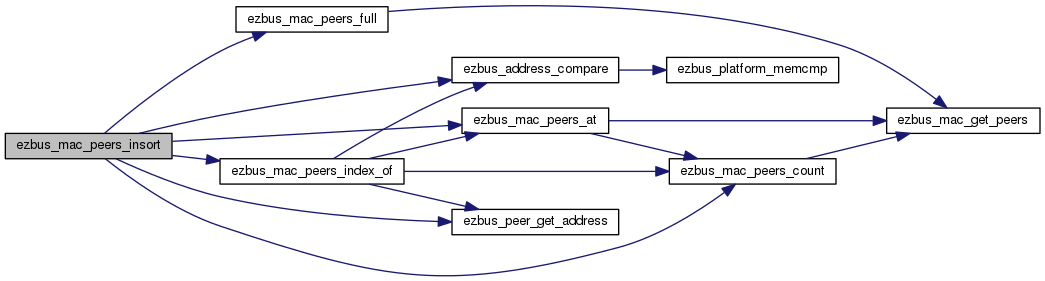 ezbus_mac_peers_full
ezbus_address_compare
ezbus_platform_memcmp
ezbus_mac_peers_at
ezbus_mac_get_peers
ezbus_mac_peers_insort
ezbus_mac_peers_index_of
ezbus_mac_peers_count
ezbus_peer_get_address